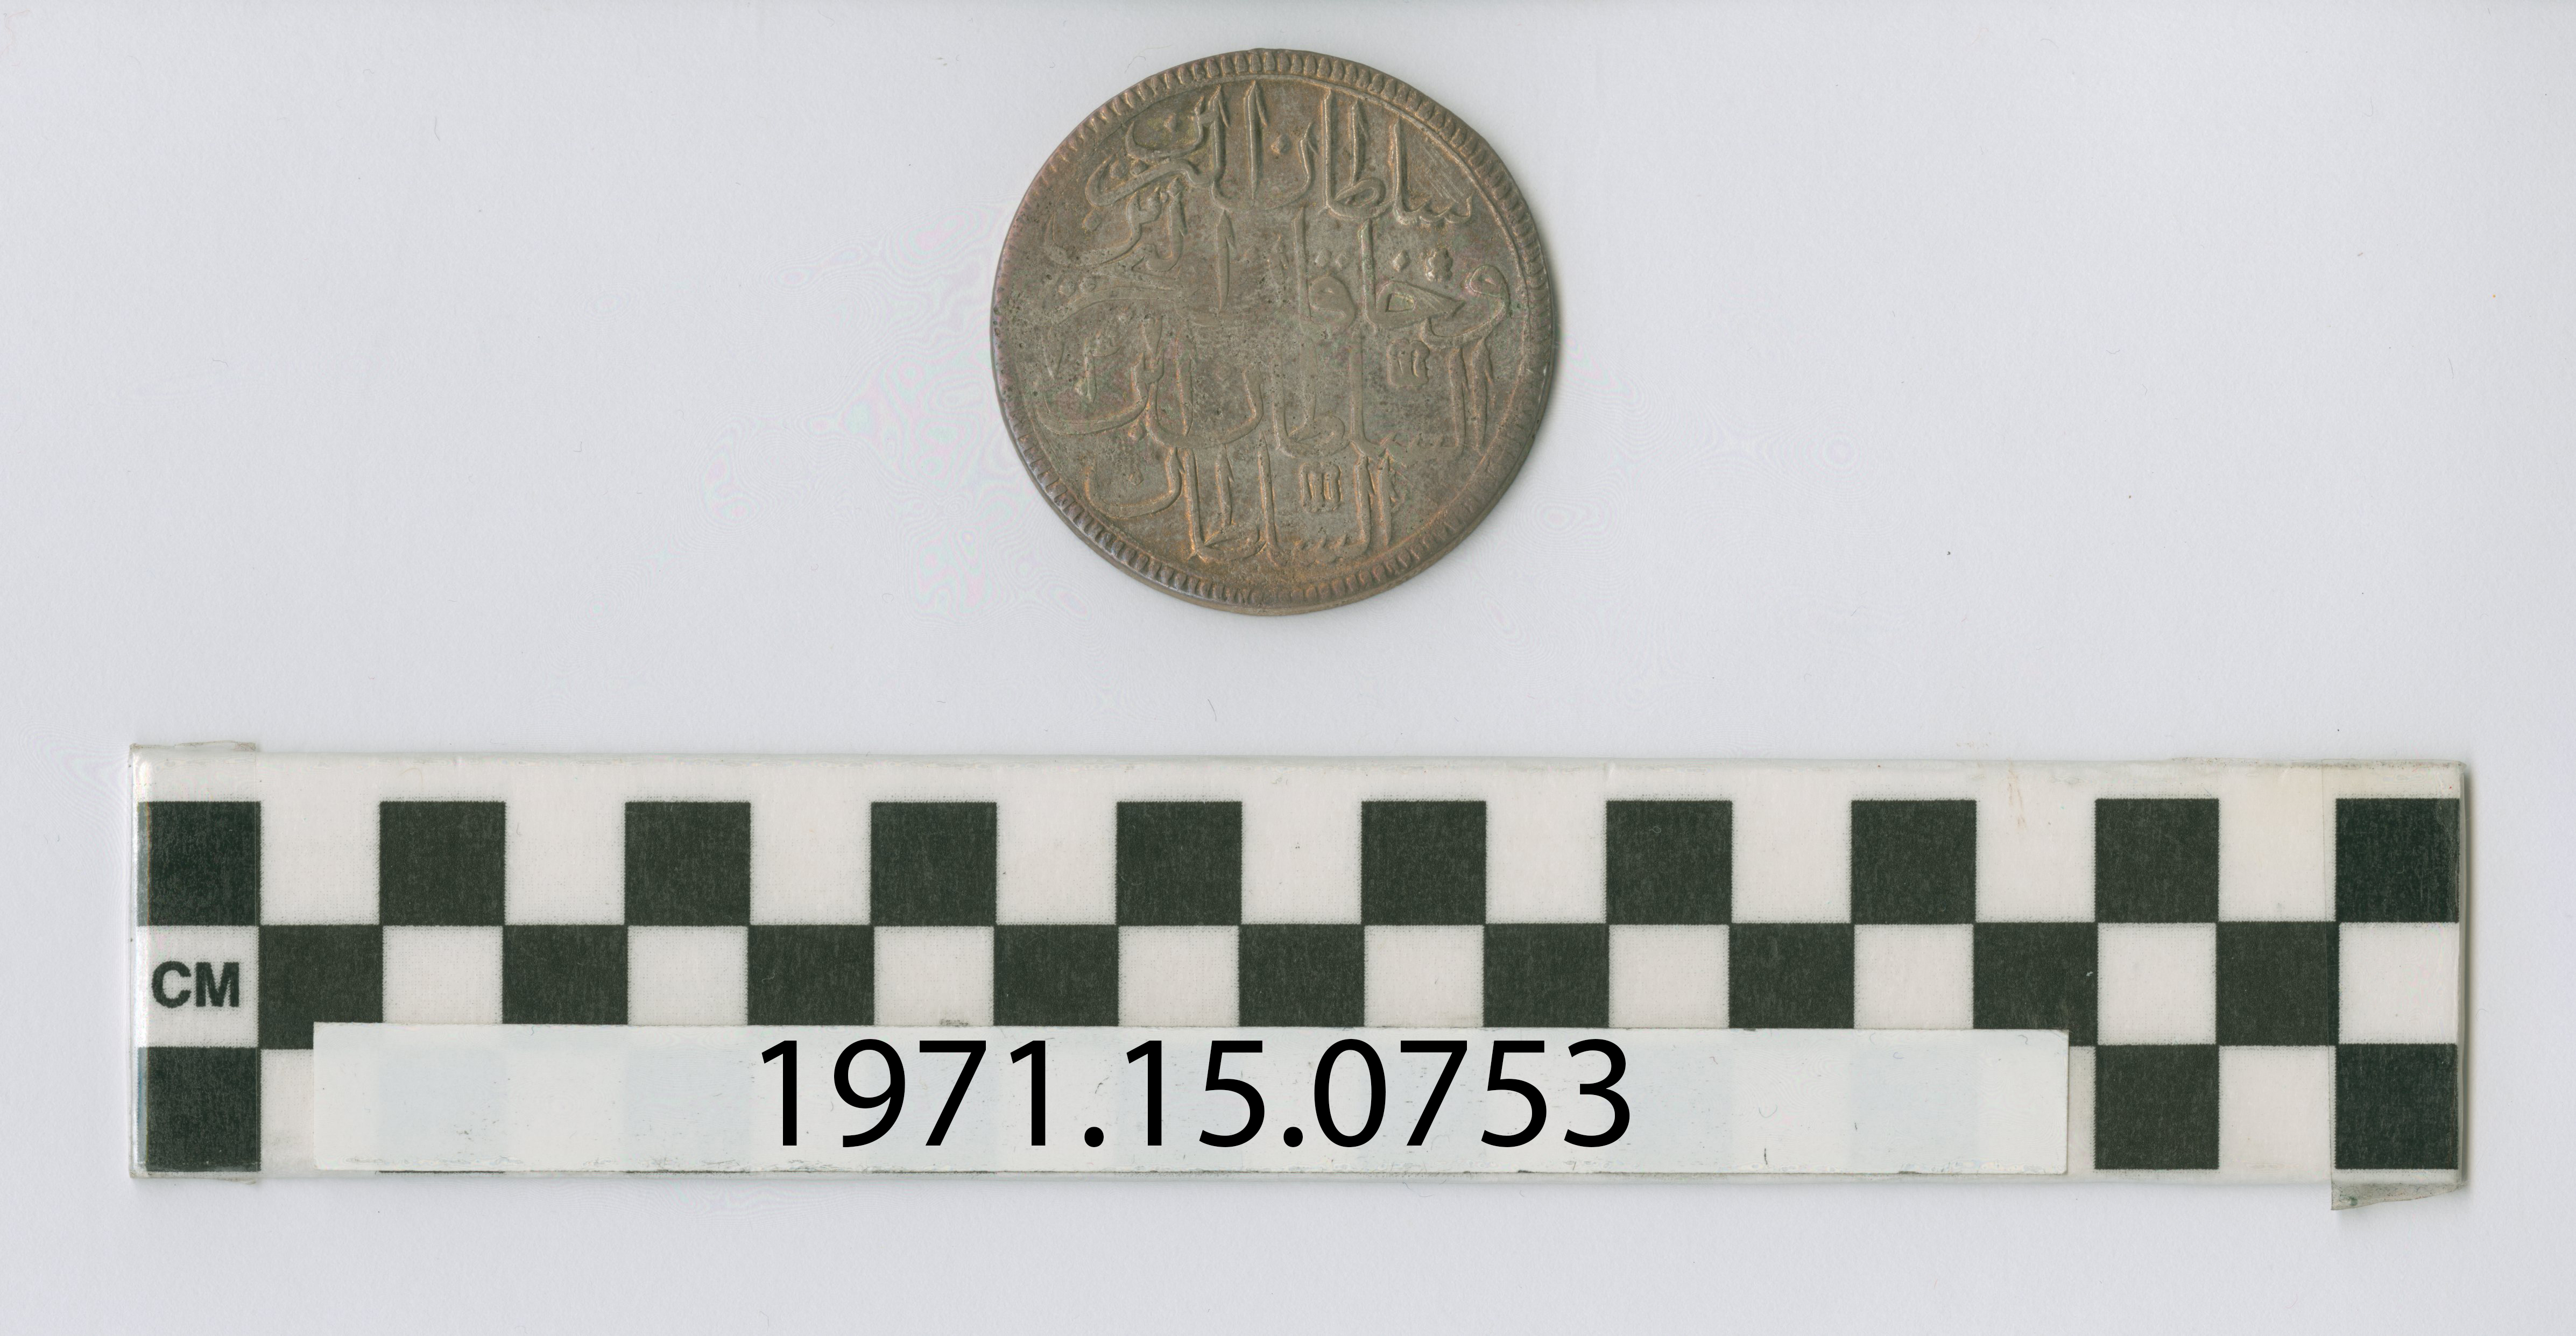 سلطان البرين
وخاقان البحرين
السلطان ابن
السلطان
CM
1971.15.0753